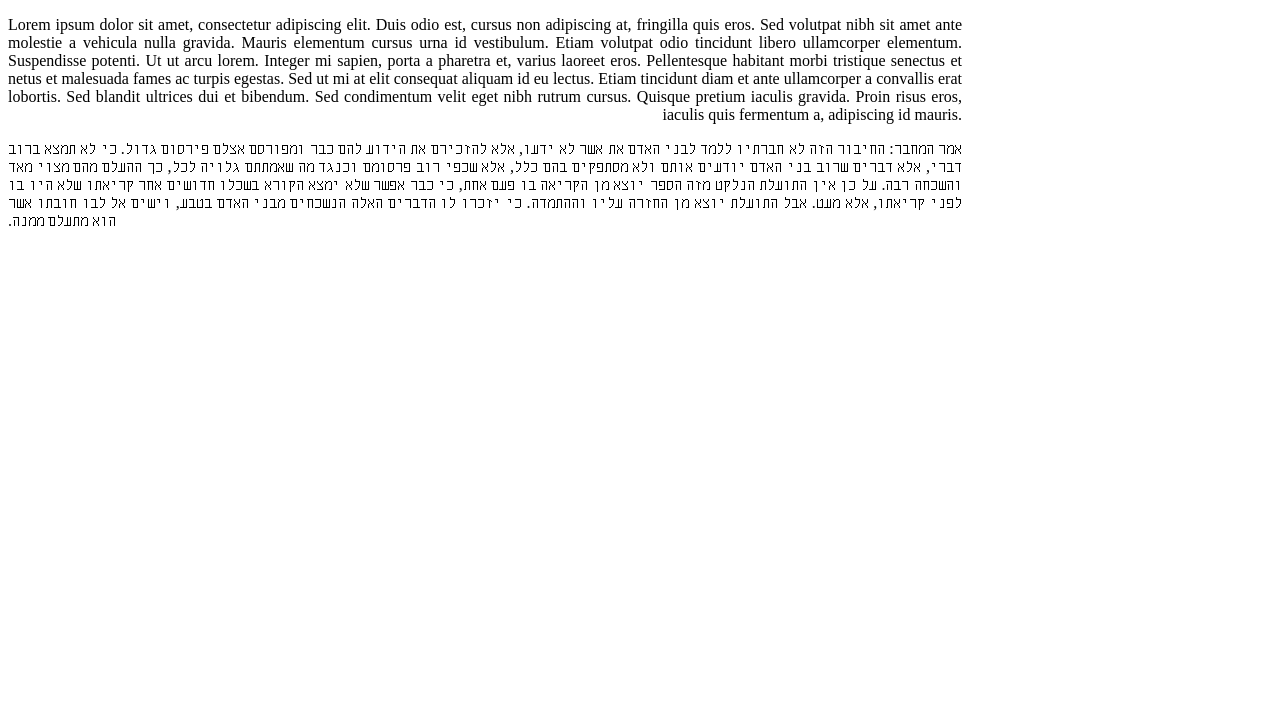 Lorem ipsum dolor sit amet, consectetur adipiscing elit. Duis odio est, cursus non adipiscing at, fringilla quis eros. Sed volutpat nibh sit amet ante
molestie a vehicula nulla gravida. Mauris elementum cursus urna id vestibulum. Etiam volutpat odio tincidunt libero ullamcorper elementum.
Suspendisse potenti. Ut ut arcu lorem. Integer mi sapien, porta a pharetra et, varius laoreet eros. Pellentesque habitant morbi tristique senectus et
netus et malesuada fames ac turpis egestas. Sed ut mi at elit consequat aliquam id eu lectus. Etiam tincidunt diam et ante ullamcorper a convallis erat
lobortis. Sed blandit ultrices dui et bibendum. Sed condimentum velit eget nibh rutrum cursus. Quisque pretium iaculis gravida. Proin risus eros,
iaculis quis fermentum a, adipiscing id mauris.
אמר המחבר: החיבור הזה לא חברתיו ללמד לבני האדם את אשר לא ידעו, אלא להזכירם את הידוע להם כבר ומפורסם אצלם פירסום גדול. כי לא תמצא ברוב
דברי, אלא דברים שרוב בני האדם יודעים אותם ולא מסתפקים בהם כלל, אלא שכפי רוב פרסומם וכנגד מה שאמתתם גלויה לכל, כך ההעלם מהם מצוי מאד
והשכחה רבה. על כן אין התועלת הנלקט מזה הספר יוצא מן הקריאה בו פעם אחת, כי כבר אפשר שלא ימצא הקורא בשכלו חדושים אחר קריאתו שלא היו בו
לפני קריאתו, אלא מעט. אבל התועלת יוצא מן החזורה עליו וההתמדה. כי יזכרו לו הדברים האלה הנשכחים מבני האדם בטבע, וישים אל לבו חובתו אשר
הוא מתעלם ממנה.